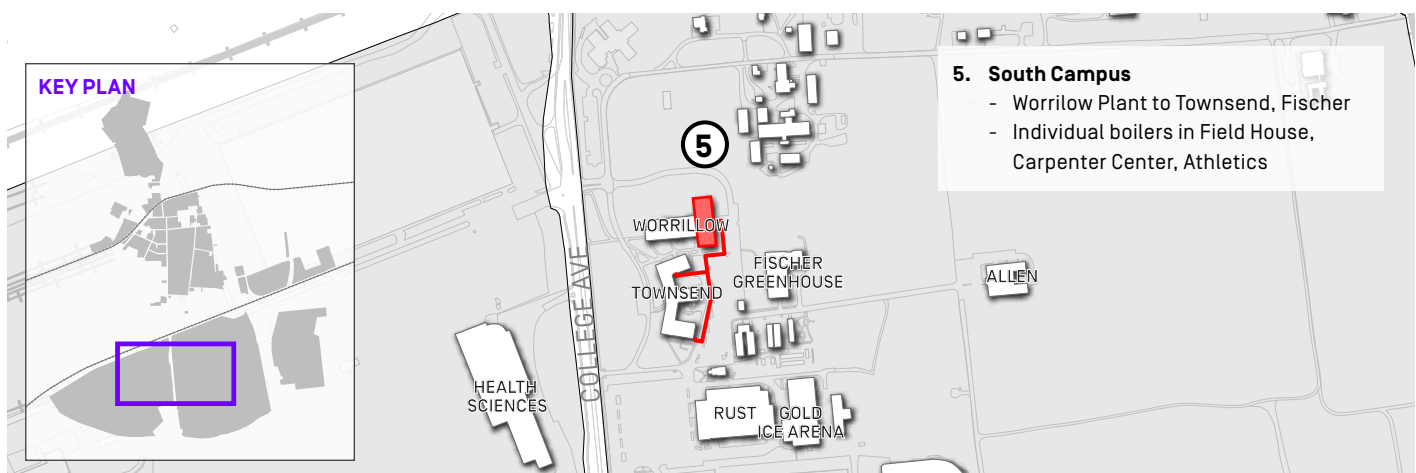 KEY PLAN
5
5. South Campus
- Worrilow Plant to Townsend, Fischer
- Individual boilers in Field House,
Carpenter Center, Athletics
WORRILLOW
TOWNSEND
FISCHER
GREENHOUSE
ALLEN
COLLEGE AVE
HEALTH
SCIENCES
RUST
GOLD
ICE ARENA